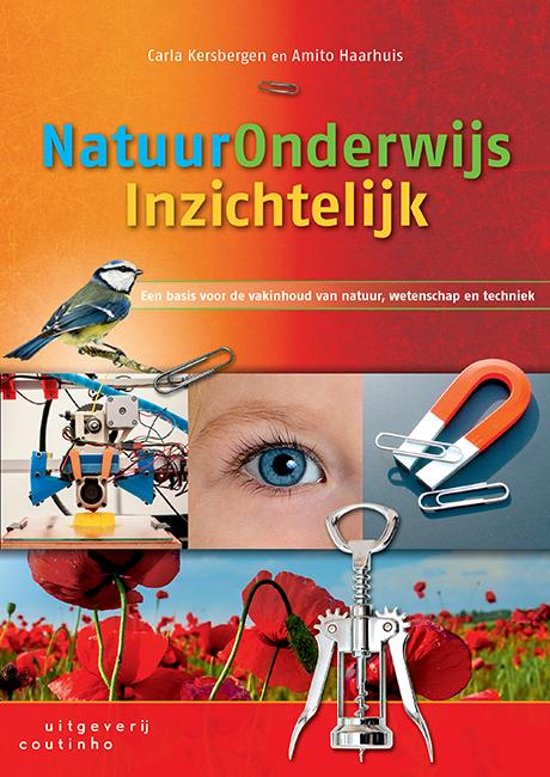 Carla Kersbergen en Amito Haarhuis
NatuurOnderwijs
Inzichtelijk
Een basis voor de vakinhoud van natuur, wetenschap en techniek
uitgeverij
coutinho